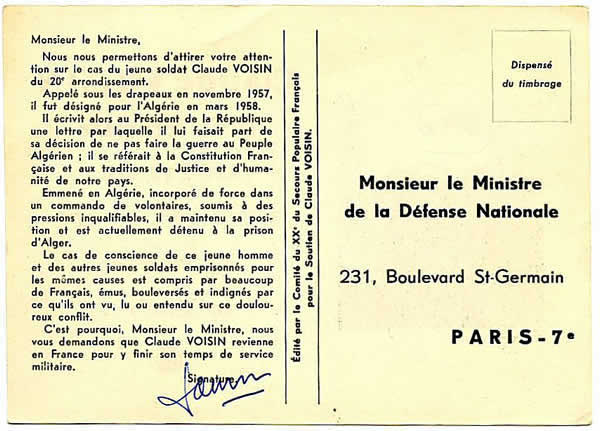 Monsieur le Ministre,
Nous nous permettons d'attirer votre atten-
tion sur le cas du jeune soldat Claude VOISIN
du 20e arrondissement.
Appelé sous les drapeaux en novembre 1957,
il fut désigné pour l'Algérie en mars 1958.
Il écrivit alors au Président de la République
une lettre par laquelle il lui faisait part de
sa décision de ne pas faire la guerre au Peuple
Algérien ; il se référait à la Constitution Fran-
çaise et aux traditions de Justice et d'huma-
nité de notre pays.
Emmené en Algérie, incorporé de force dans
un commando de volontaires, soumis à des
pressions inqualifiables, il a maintenu sa posi-
tion et est actuellement détenu à la prison
d'Alger.
Le cas de conscience de ce jeune homme
et des autres jeunes soldats emprisonnés pour
les mêmes causes est compris par beaucoup
de Français, émus, bouleversés et indignés par
ce qu'ils ont vu, lu ou entendu sur ce doulou-
reux conflit.
C'est pourquoi, Monsieur le Ministre, nous
vous demandons que Claude VOISIN revienne
en France pour y finir son temps de service
militaire.
Signature
Édité par le Comité du XXe du Secours Populaire Français
pour le Soutien de Claude VOISIN.
Dispensé
du timbrage
Monsieur le Ministre
de la Défense Nationale
231, Boulevard St-Germain
PARIS-7e